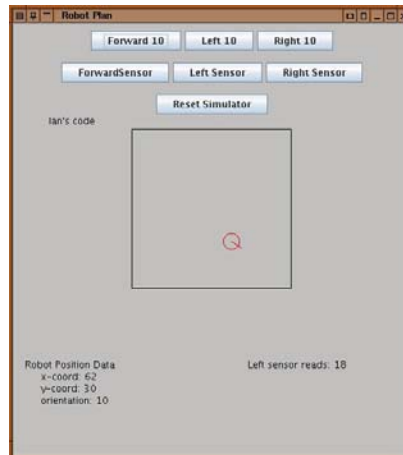 Robot Plan
Forward 10 Left 10 Right 10
ForwardSensor Left Sensor Right Sensor
Reset Simulator
Ian's code
Robot Position Data Left sensor reads: 18
x-coord: 62
y-coord: 30
orientation: 10